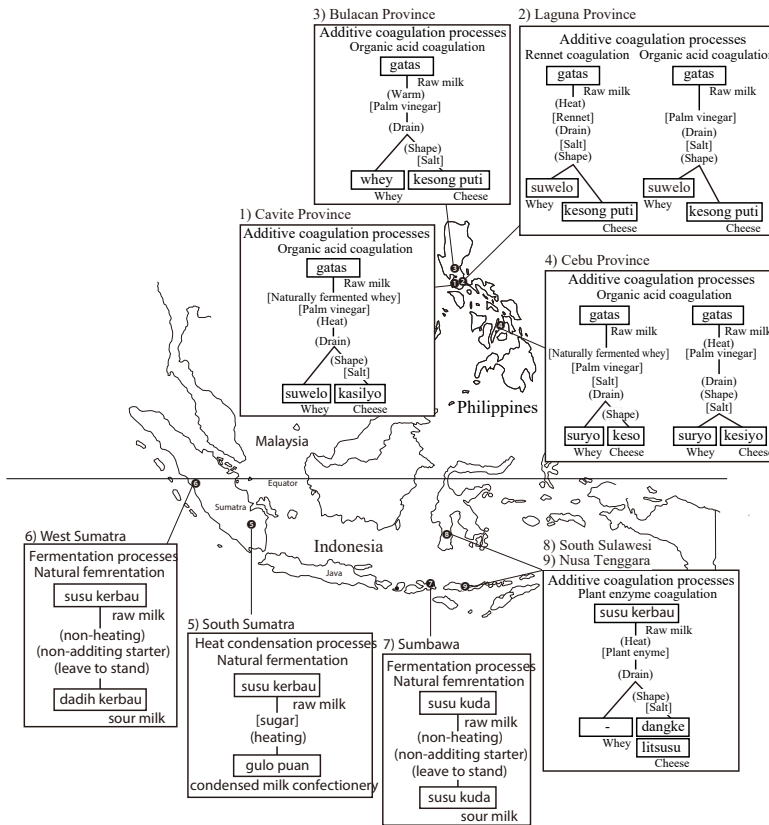 3) Bulacan Province
Additive coagulation processes
Organic acid coagulation
gatas
Raw milk
(Warm)
[Palm vinegar]
(Drain)
(Shape)
[Salt]
whey
kesong puti
Whey
Cheese
2) Laguna Province
Additive coagulation processes
Rennet coagulation
gatas
Raw milk
(Heat)
[Rennet]
(Drain)
[Salt]
(Shape)
suwelo
Whey
kesong puti
Cheese
Organic acid coagulation
gatas
Raw milk
[Palm vinegar]
(Drain)
[Salt]
(Shape)
suwelo
Whey
kesong puti
Cheese
1) Cavite Province
Additive coagulation processes
Organic acid coagulation
gatas
Raw milk
[Naturally fermented whey]
[Palm vinegar]
(Heat)
(Drain)
(Shape)
[Salt]
suwelo
kasilyo
Whey
Cheese
3
1
2
4
4) Cebu Province
Additive coagulation processes
Organic acid coagulation
gatas
Raw milk
[Naturally fermented whey]
[Palm vinegar]
[Salt]
(Drain)
(Shape)
suryo
keso
Whey
Cheese
gatas
Raw milk
(Heat)
[Palm vinegar]
(Drain)
(Shape)
[Salt]
suryo
kesiyo
Whey
Cheese
Philippines
Malaysia
Equator
Sumatra
Indonesia
Java
6
5
8
7
9
6) West Sumatra
Fermentation processes
Natural femrentation
susu kerbau
raw milk
(non-heating)
(non-additing starter)
(leave to stand)
dadih kerbau
sour milk
5) South Sumatra
Heat condensation processes
Natural fermentation
susu kerbau
raw milk
[sugar]
(heating)
gulo puan
condensed milk confectionery
7) Sumbawa
Fermentation processes
Natural femrentation
susu kuda
raw milk
(non-heating)
(non-additing starter)
(leave to stand)
susu kuda
sour milk
8) South Sulawesi
9) Nusa Tenggara
Additive coagulation processes
Plant enzyme coagulation
susu kerbau
Raw milk
(Heat)
[Plant enyme]
(Drain)
(Shape)
[Salt]
-
dangke
Whey
litsusu
Cheese